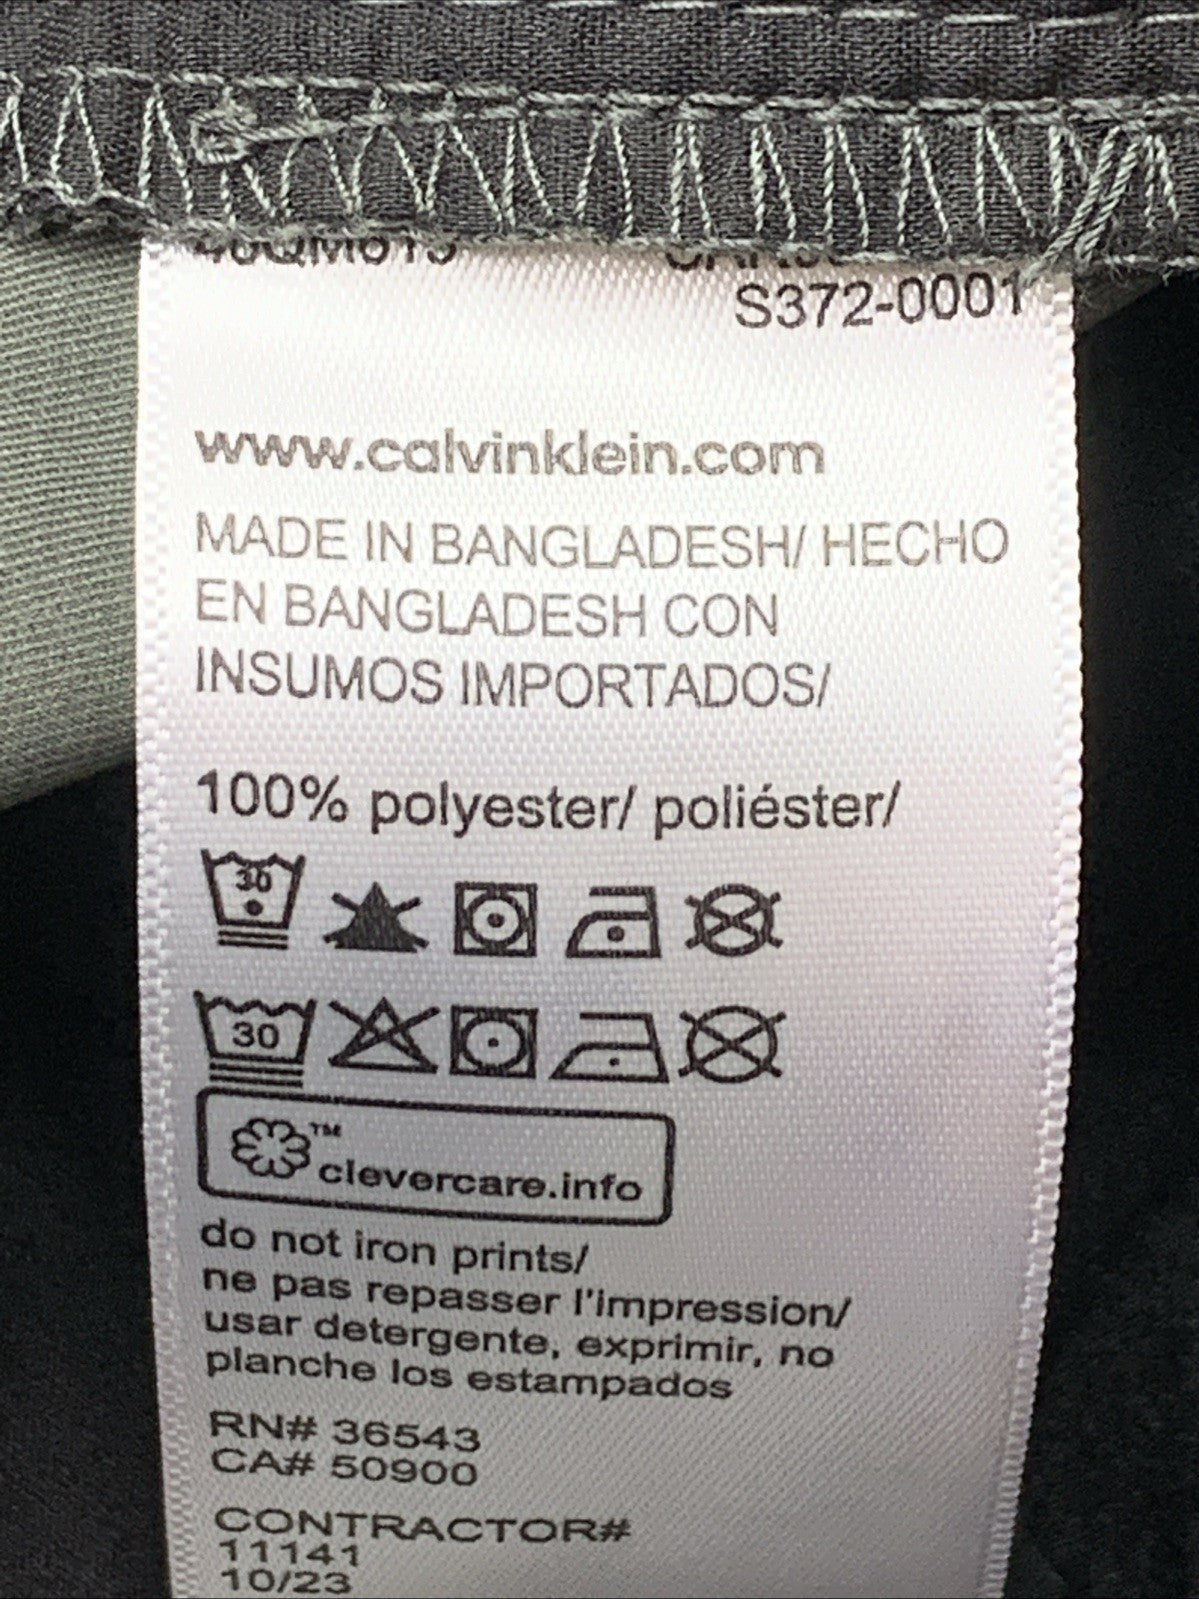 40QM015
S372-0001
www.calvinklein.com
MADE IN BANGLADESH/ HECHO
EN BANGLADESH CON
INSUMOS IMPORTADOS/
100% polyester/ poliéster/
30
30
™
clevercare.info
do not iron prints/
ne pas repasser l'impression/
usar detergente, exprimir, no
planche los estampados
RN# 36543
CA# 50900
CONTRACTOR#
11141
10/23